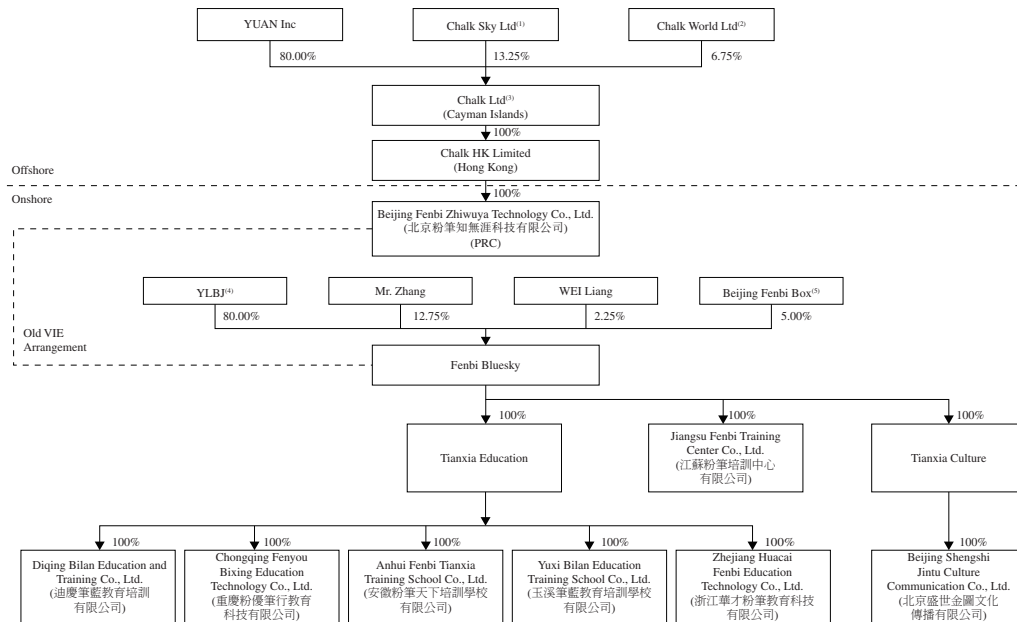 YUAN Inc
Chalk Sky Ltd(1)
Chalk World Ltd(2)
80.00%
13.25%
6.75%
Chalk Ltd(3)
(Cayman Islands)
100%
Chalk HK Limited
(Hong Kong)
Offshore
Onshore
100%
Beijing Fenbi Zhiwuya Technology Co., Ltd.
(北京粉筆知無涯科技有限公司)
(PRC)
YLBJ(4)
Mr. Zhang
WEI Liang
Beijing Fenbi Box(5)
80.00%
12.75%
2.25%
5.00%
Old VIE
Arrangement
Fenbi Bluesky
100%
100%
100%
Tianxia Education
Jiangsu Fenbi Training
Center Co., Ltd.
(江蘇粉筆培訓中心
有限公司)
Tianxia Culture
100%
100%
100%
100%
100%
100%
Diqing Bilan Education and
Training Co., Ltd.
(迪慶筆藍教育培訓
有限公司)
Chongqing Fenyou
Bixing Education
Technology Co., Ltd.
(重慶粉優筆行教育
科技有限公司)
Anhui Fenbi Tianxia
Training School Co., Ltd.
(安徽粉筆天下培訓學校
有限公司)
Yuxi Bilan Education
Training School Co., Ltd.
(玉溪筆藍教育培訓學校
有限公司)
Zhejiang Huacai
Fenbi Education
Technology Co., Ltd.
(浙江華才粉筆教育科技
有限公司)
Beijing Shengshi
Jintu Culture
Communication Co., Ltd.
(北京盛世金圖文化
傳播有限公司)